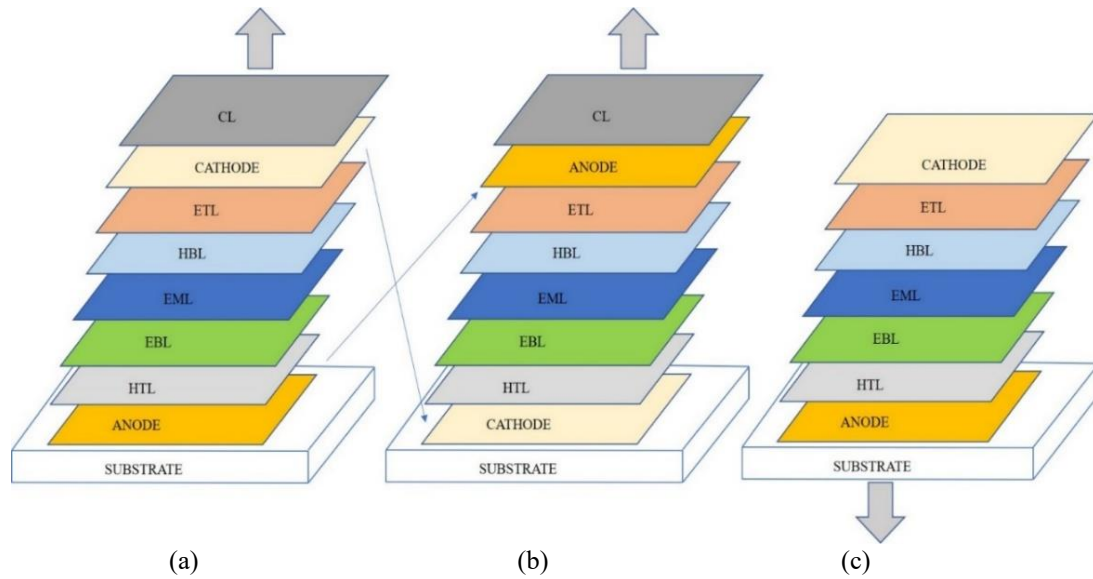 CL
CATHODE
ETL
HBL
EML
EBL
HTL
ANODE
SUBSTRATE
(a)
CL
ANODE
ETL
HBL
EML
EBL
HTL
CATHODE
SUBSTRATE
(b)
CATHODE
ETL
HBL
EML
EBL
HTL
ANODE
SUBSTRATE
(c)